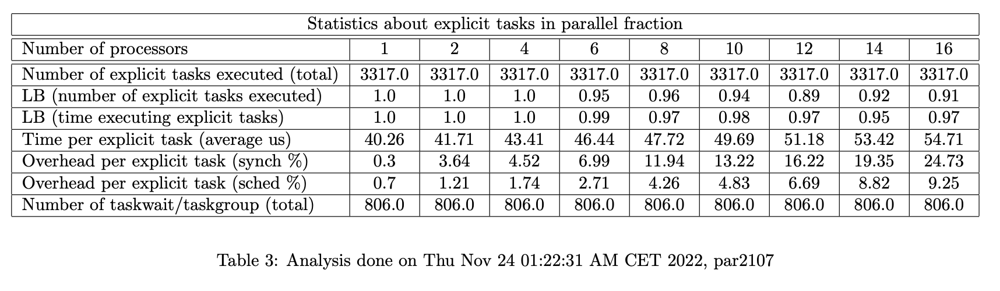 Statistics about explicit tasks in parallel fraction
Number of processors 1 2 4 6 8 10 12 14 16
Number of explicit tasks executed (total) 3317.0 3317.0 3317.0 3317.0 3317.0 3317.0 3317.0 3317.0 3317.0
LB (number of explicit tasks executed) 1.0 1.0 1.0 0.95 0.96 0.94 0.89 0.92 0.91
LB (time executing explicit tasks) 1.0 1.0 1.0 0.99 0.97 0.98 0.97 0.95 0.97
Time per explicit task (average us) 40.26 41.71 43.41 46.44 47.72 49.69 51.18 53.42 54.71
Overhead per explicit task (synch %) 0.3 3.64 4.52 6.99 11.94 13.22 16.22 19.35 24.73
Overhead per explicit task (sched %) 0.7 1.21 1.74 2.71 4.26 4.83 6.69 8.82 9.25
Number of taskwait/taskgroup (total) 806.0 806.0 806.0 806.0 806.0 806.0 806.0 806.0 806.0
Table 3: Analysis done on Thu Nov 24 01:22:31 AM CET 2022, par2107